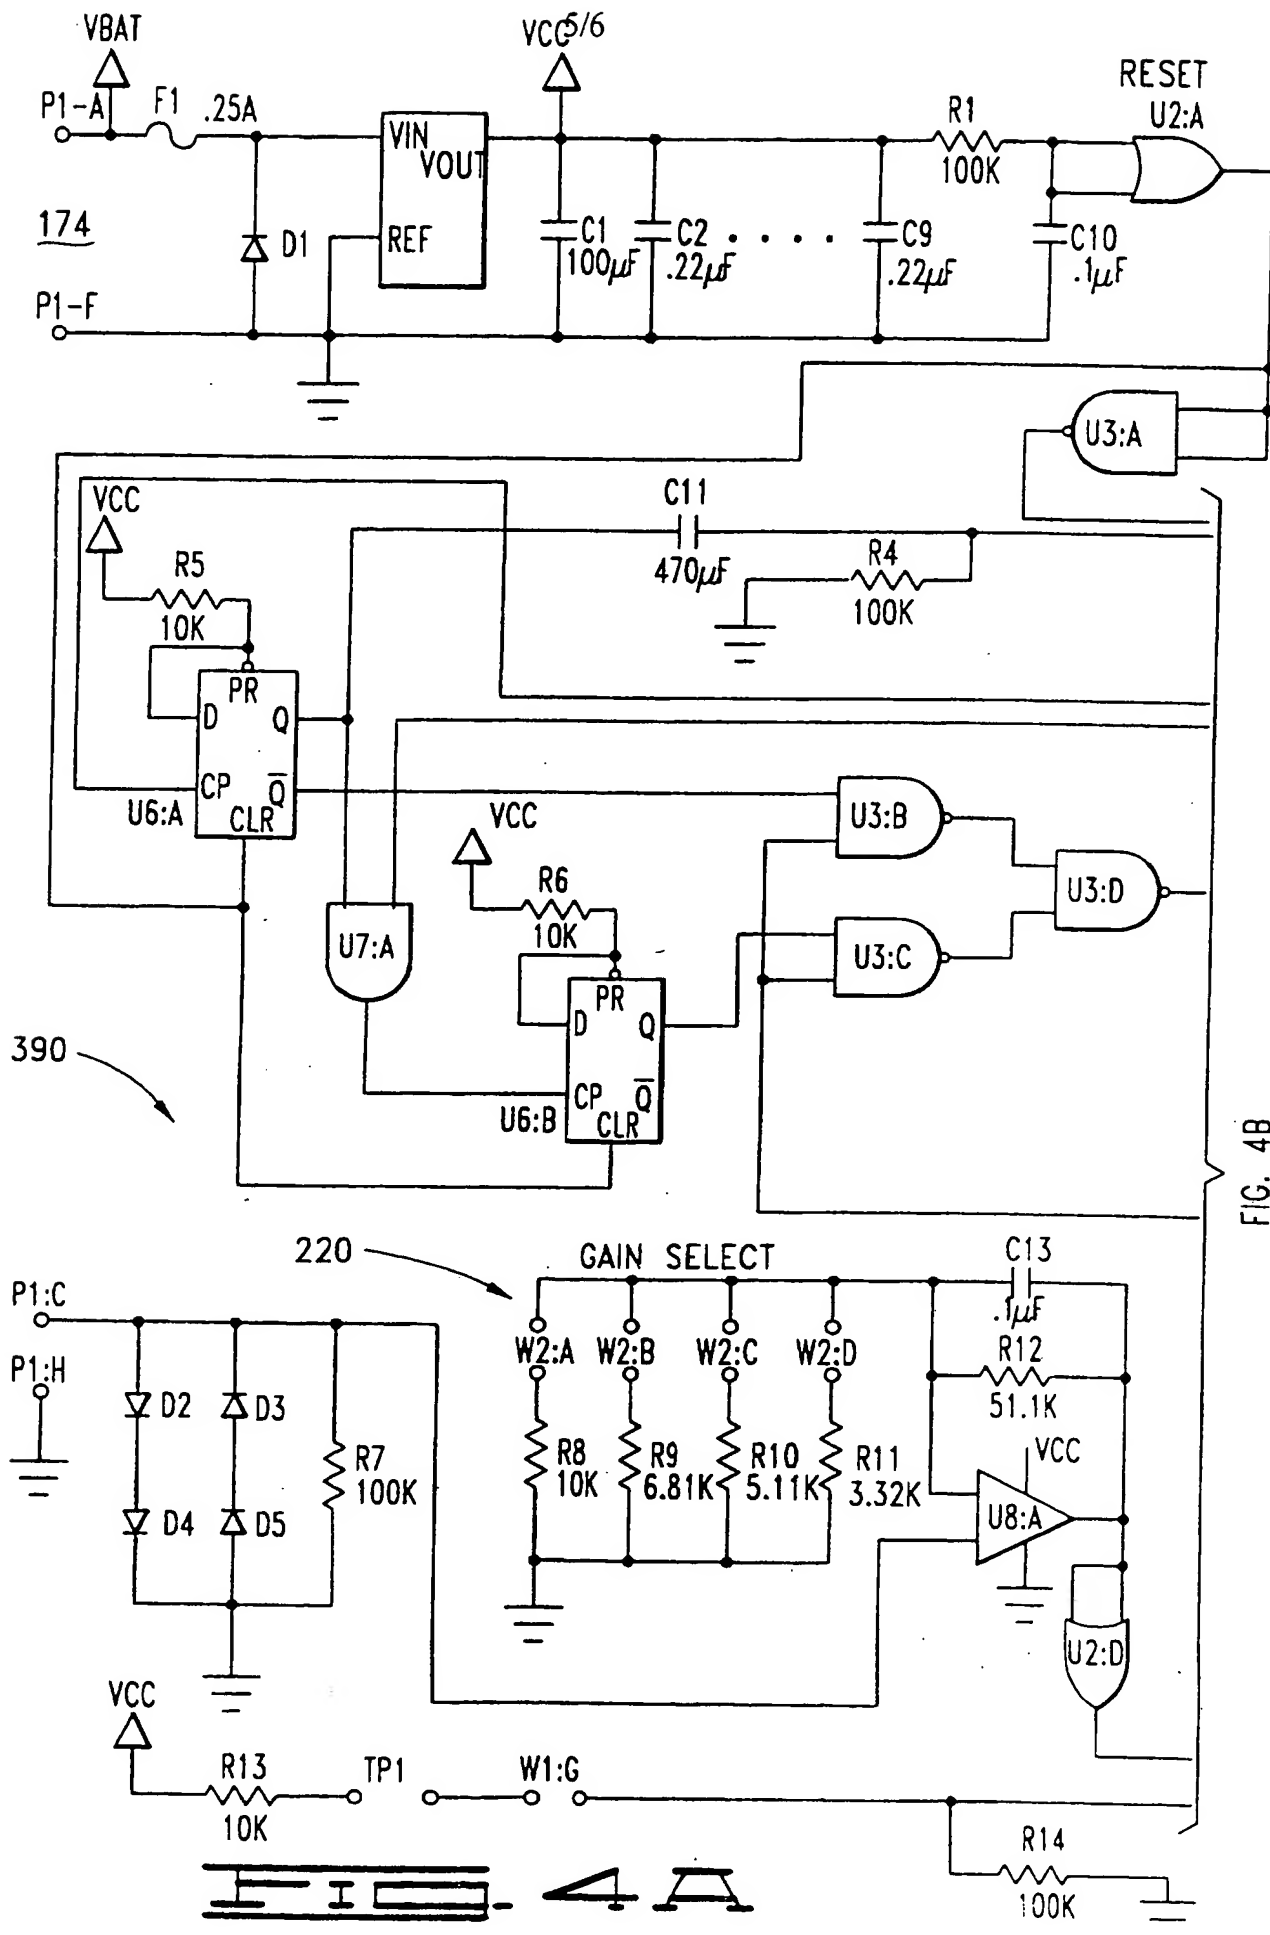 5/6
VBAT
VCC
P1-A
F1
.25A
VIN
VOUT
REF
R1
100K
RESET
U2:A
174
D1
C1
100μF
C2
.22μF
. . . .
C9
.22μF
C10
.1μF
P1-F
U3:A
VCC
R5
10K
C11
470μF
R4
100K
PR
D
Q
CP
Q̅
CLR
U6:A
VCC
U3:B
U3:D
R6
10K
U7:A
U3:C
PR
D
Q
390
CP
Q̅
CLR
U6:B
FIG. 4B
220
GAIN SELECT
C13
.1μF
P1:C
W2:A
W2:B
W2:C
W2:D
R12
51.1K
P1:H
D2
D3
R7
100K
R8
10K
R9
6.81K
R10
5.11K
R11
3.32K
VCC
U8:A
D4
D5
U2:D
VCC
R13
10K
TP1
W1:G
R14
100K
FIG. 4A